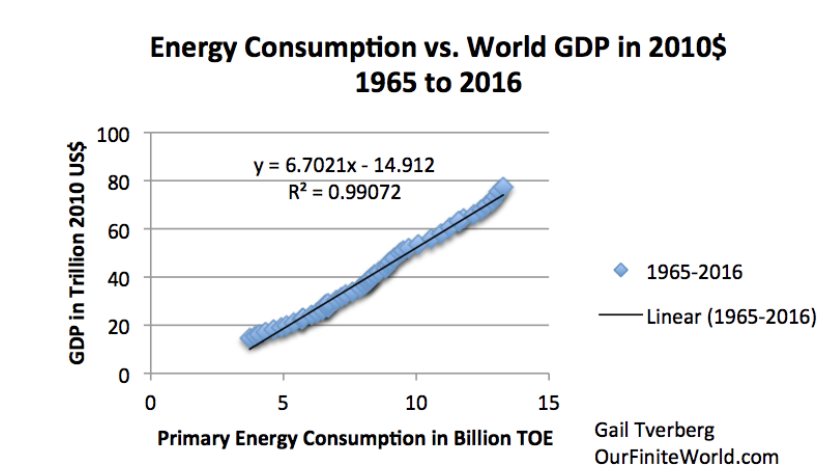 Energy Consumption vs. World GDP in 2010$
1965 to 2016
GDP in Trillion 2010 US$
100
80
60
40
20
0
y = 6.7021x - 14.912
R² = 0.99072
0 5 10 15
Primary Energy Consumption in Billion TOE
1965-2016
Linear (1965-2016)
Gail Tverberg
OurFiniteWorld.com